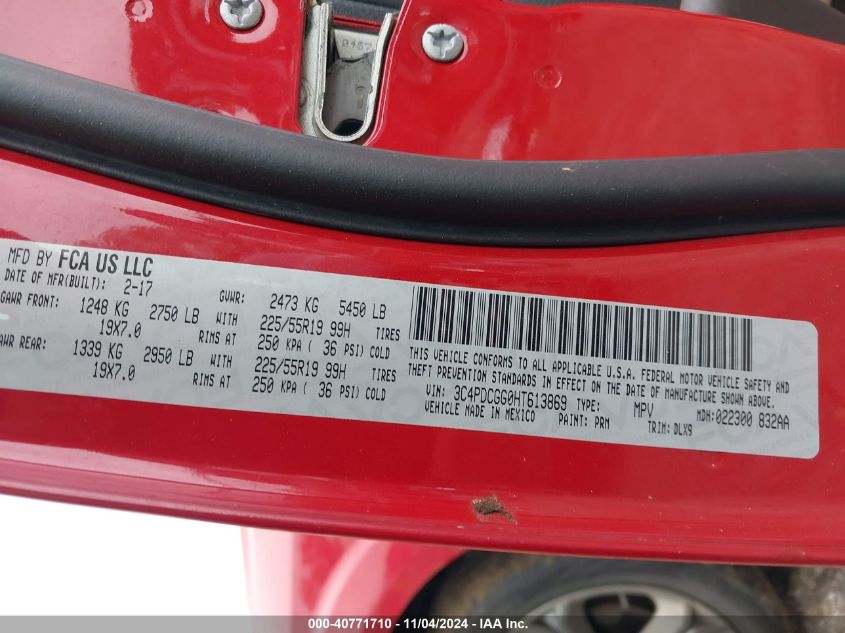 8467
MFD BY FCA US LLC
DATE OF MFR(BUILT): 2-17 GVWR: 2473 KG 5450 LB
GAWR FRONT: 1248 KG 2750 LB WITH 225/55R19 99H TIRES
19X7.0 RIMS AT 250 KPA ( 36 PSI) COLD
AWR REAR: 1339 KG 2950 LB WITH 225/55R19 99H TIRES
19X7.0 RIMS AT 250 KPA ( 36 PSI) COLD
THIS VEHICLE CONFORMS TO ALL APPLICABLE U.S.A. FEDERAL MOTOR VEHICLE SAFETY AND
THEFT PREVENTION STANDARDS IN EFFECT ON THE DATE OF MANUFACTURE SHOWN ABOVE.
VIN: 3C4PDCGG0HT613869 TYPE: MPV MDH:022300 832AA
VEHICLE MADE IN MEXICO PAINT: PRM TRIM: DLX9
000-40771710 - 11/04/2024 - IAA Inc.